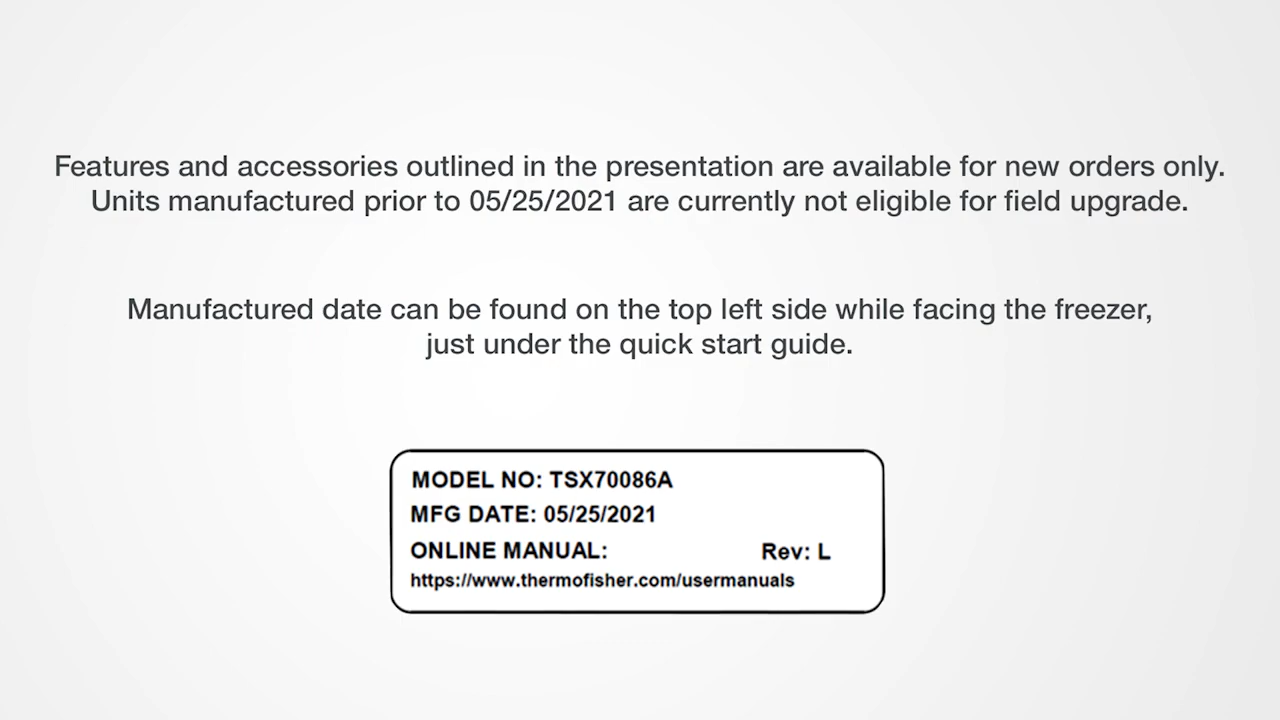 Features and accessories outlined in the presentation are available for new orders only.
Units manufactured prior to 05/25/2021 are currently not eligible for field upgrade.
Manufactured date can be found on the top left side while facing the freezer,
just under the quick start guide.
MODEL NO: TSX70086A
MFG DATE: 05/25/2021
ONLINE MANUAL: Rev: L
https://www.thermofisher.com/usermanuals